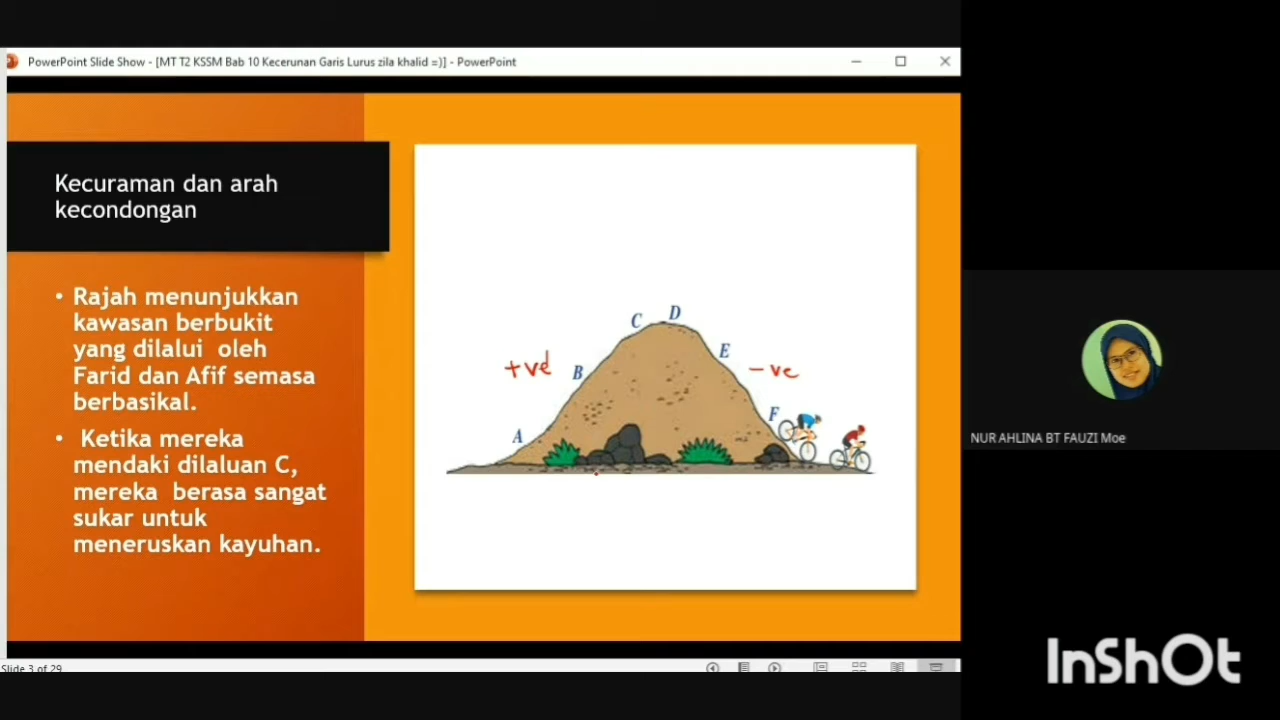 PowerPoint Slide Show - [MT T2 KSSM Bab 10 Kecerunan Garis Lurus zila khalid =)] - PowerPoint
Kecuraman dan arah
kecondongan
• Rajah menunjukkan
kawasan berbukit
yang dilalui oleh
Farid dan Afif semasa
berbasikal.
• Ketika mereka
mendaki dilaluan C,
mereka berasa sangat
sukar untuk
meneruskan kayuhan.
C
D
E
+ve
B
-ve
F
A
NUR AHLINA BT FAUZI Moe
InShOt
Slide 3 of 29